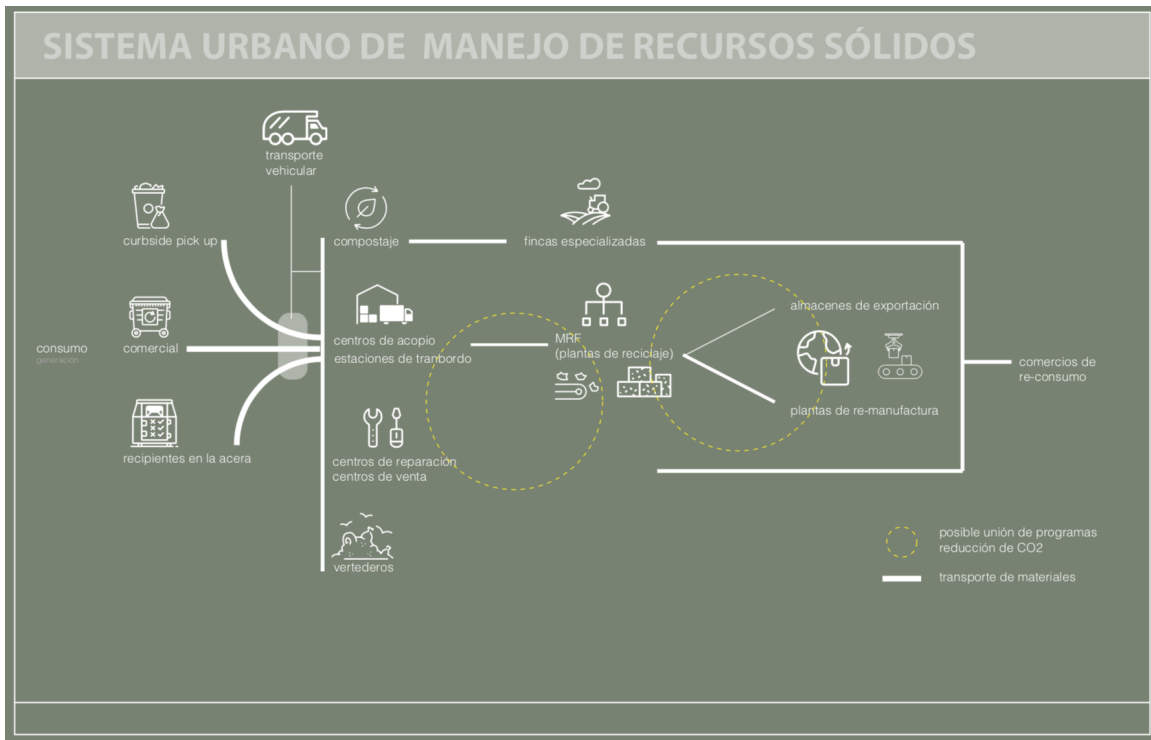 SISTEMA URBANO DE MANEJO DE RECURSOS SÓLIDOS
transporte
vehicular
curbside pick up
compostaje
fincas especializadas
almacenes de exportación
consumo
generación
comercial
centros de acopio
estaciones de tranbordo
MRF
(plantas de reciclaje)
comercios de
re-consumo
plantas de re-manufactura
recipientes en la acera
centros de reparación
centros de venta
vertederos
posible unión de programas
reducción de CO2
transporte de materiales